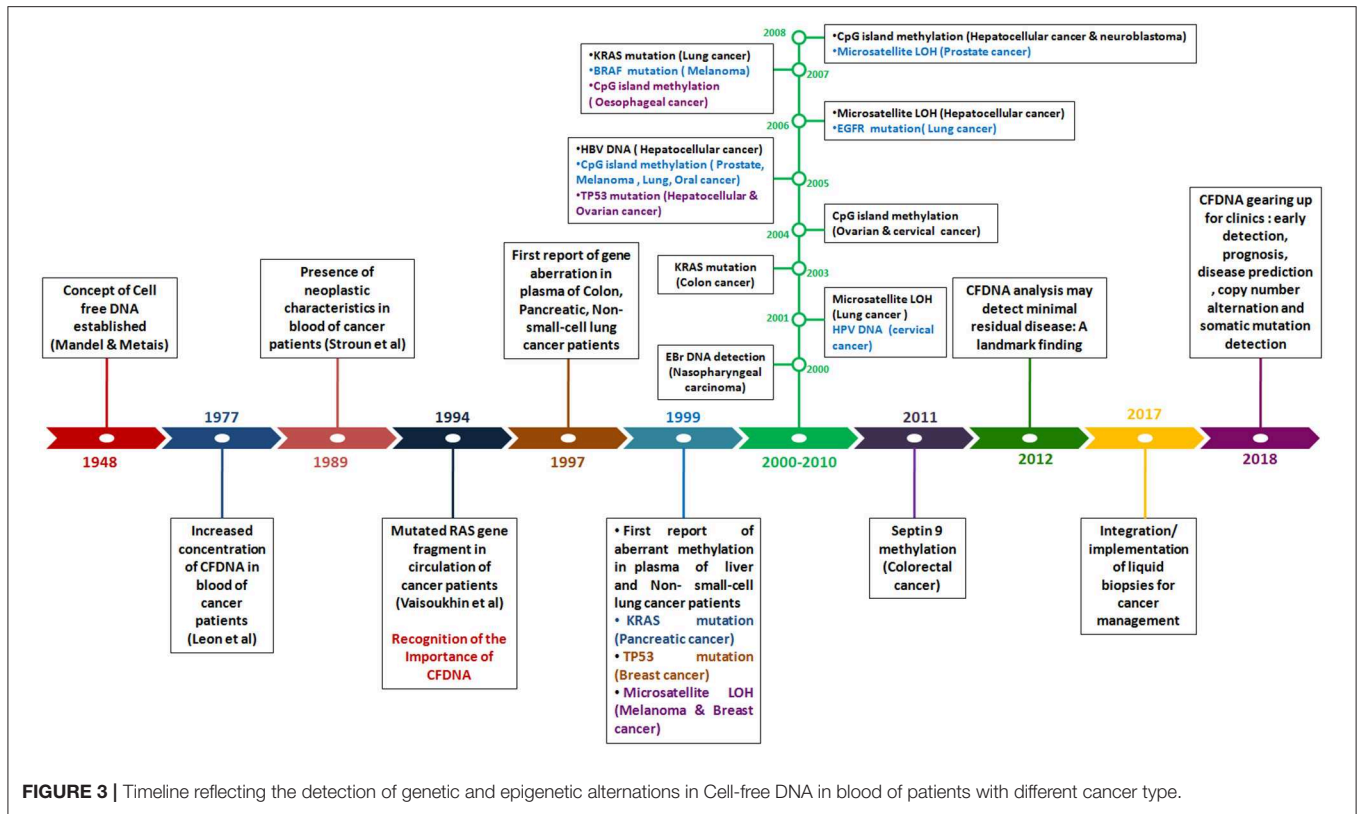 2008
•CpG island methylation (Hepatocellular cancer & neuroblastoma)
•Microsatellite LOH (Prostate cancer)
•KRAS mutation (Lung cancer)
•BRAF mutation ( Melanoma)
•CpG island methylation
( Oesophageal cancer)
2007
2006
•Microsatellite LOH (Hepatocellular cancer)
•EGFR mutation( Lung cancer)
•HBV DNA ( Hepatocellular cancer)
•CpG island methylation ( Prostate,
Melanoma , Lung, Oral cancer)
•TP53 mutation (Hepatocellular &
Ovarian cancer)
2005
2004
CpG island methylation
(Ovarian & cervical cancer)
KRAS mutation
(Colon cancer)
2003
2001
Microsatellite LOH
(Lung cancer )
HPV DNA (cervical
cancer)
EBr DNA detection
(Nasopharyngeal
carcinoma)
2000
Concept of Cell
free DNA
established
(Mandel & Metais)
Presence of
neoplastic
characteristics in
blood of cancer
patients (Stroun et al)
First report of gene
aberration in
plasma of Colon,
Pancreatic, Non-
small-cell lung
cancer patients
CFDNA analysis may
detect minimal
residual disease: A
landmark finding
CFDNA gearing up
for clinics : early
detection,
prognosis,
disease prediction
, copy number
alternation and
somatic mutation
detection
1948
1977
1989
1994
1997
1999
2000-2010
2011
2012
2017
2018
Increased
concentration
of CFDNA in
blood of
cancer
patients
(Leon et al)
Mutated RAS gene
fragment in
circulation of
cancer patients
(Vaisoukhin et al)
Recognition of the
Importance of
CFDNA
• First report of
aberrant methylation
in plasma of liver
and Non- small-cell
lung cancer patients
• KRAS mutation
(Pancreatic cancer)
• TP53 mutation
(Breast cancer)
• Microsatellite LOH
(Melanoma & Breast
cancer)
Septin 9
methylation
(Colorectal
cancer)
Integration/
implementation
of liquid
biopsies for
cancer
management
FIGURE 3 | Timeline reflecting the detection of genetic and epigenetic alternations in Cell-free DNA in blood of patients with different cancer type.